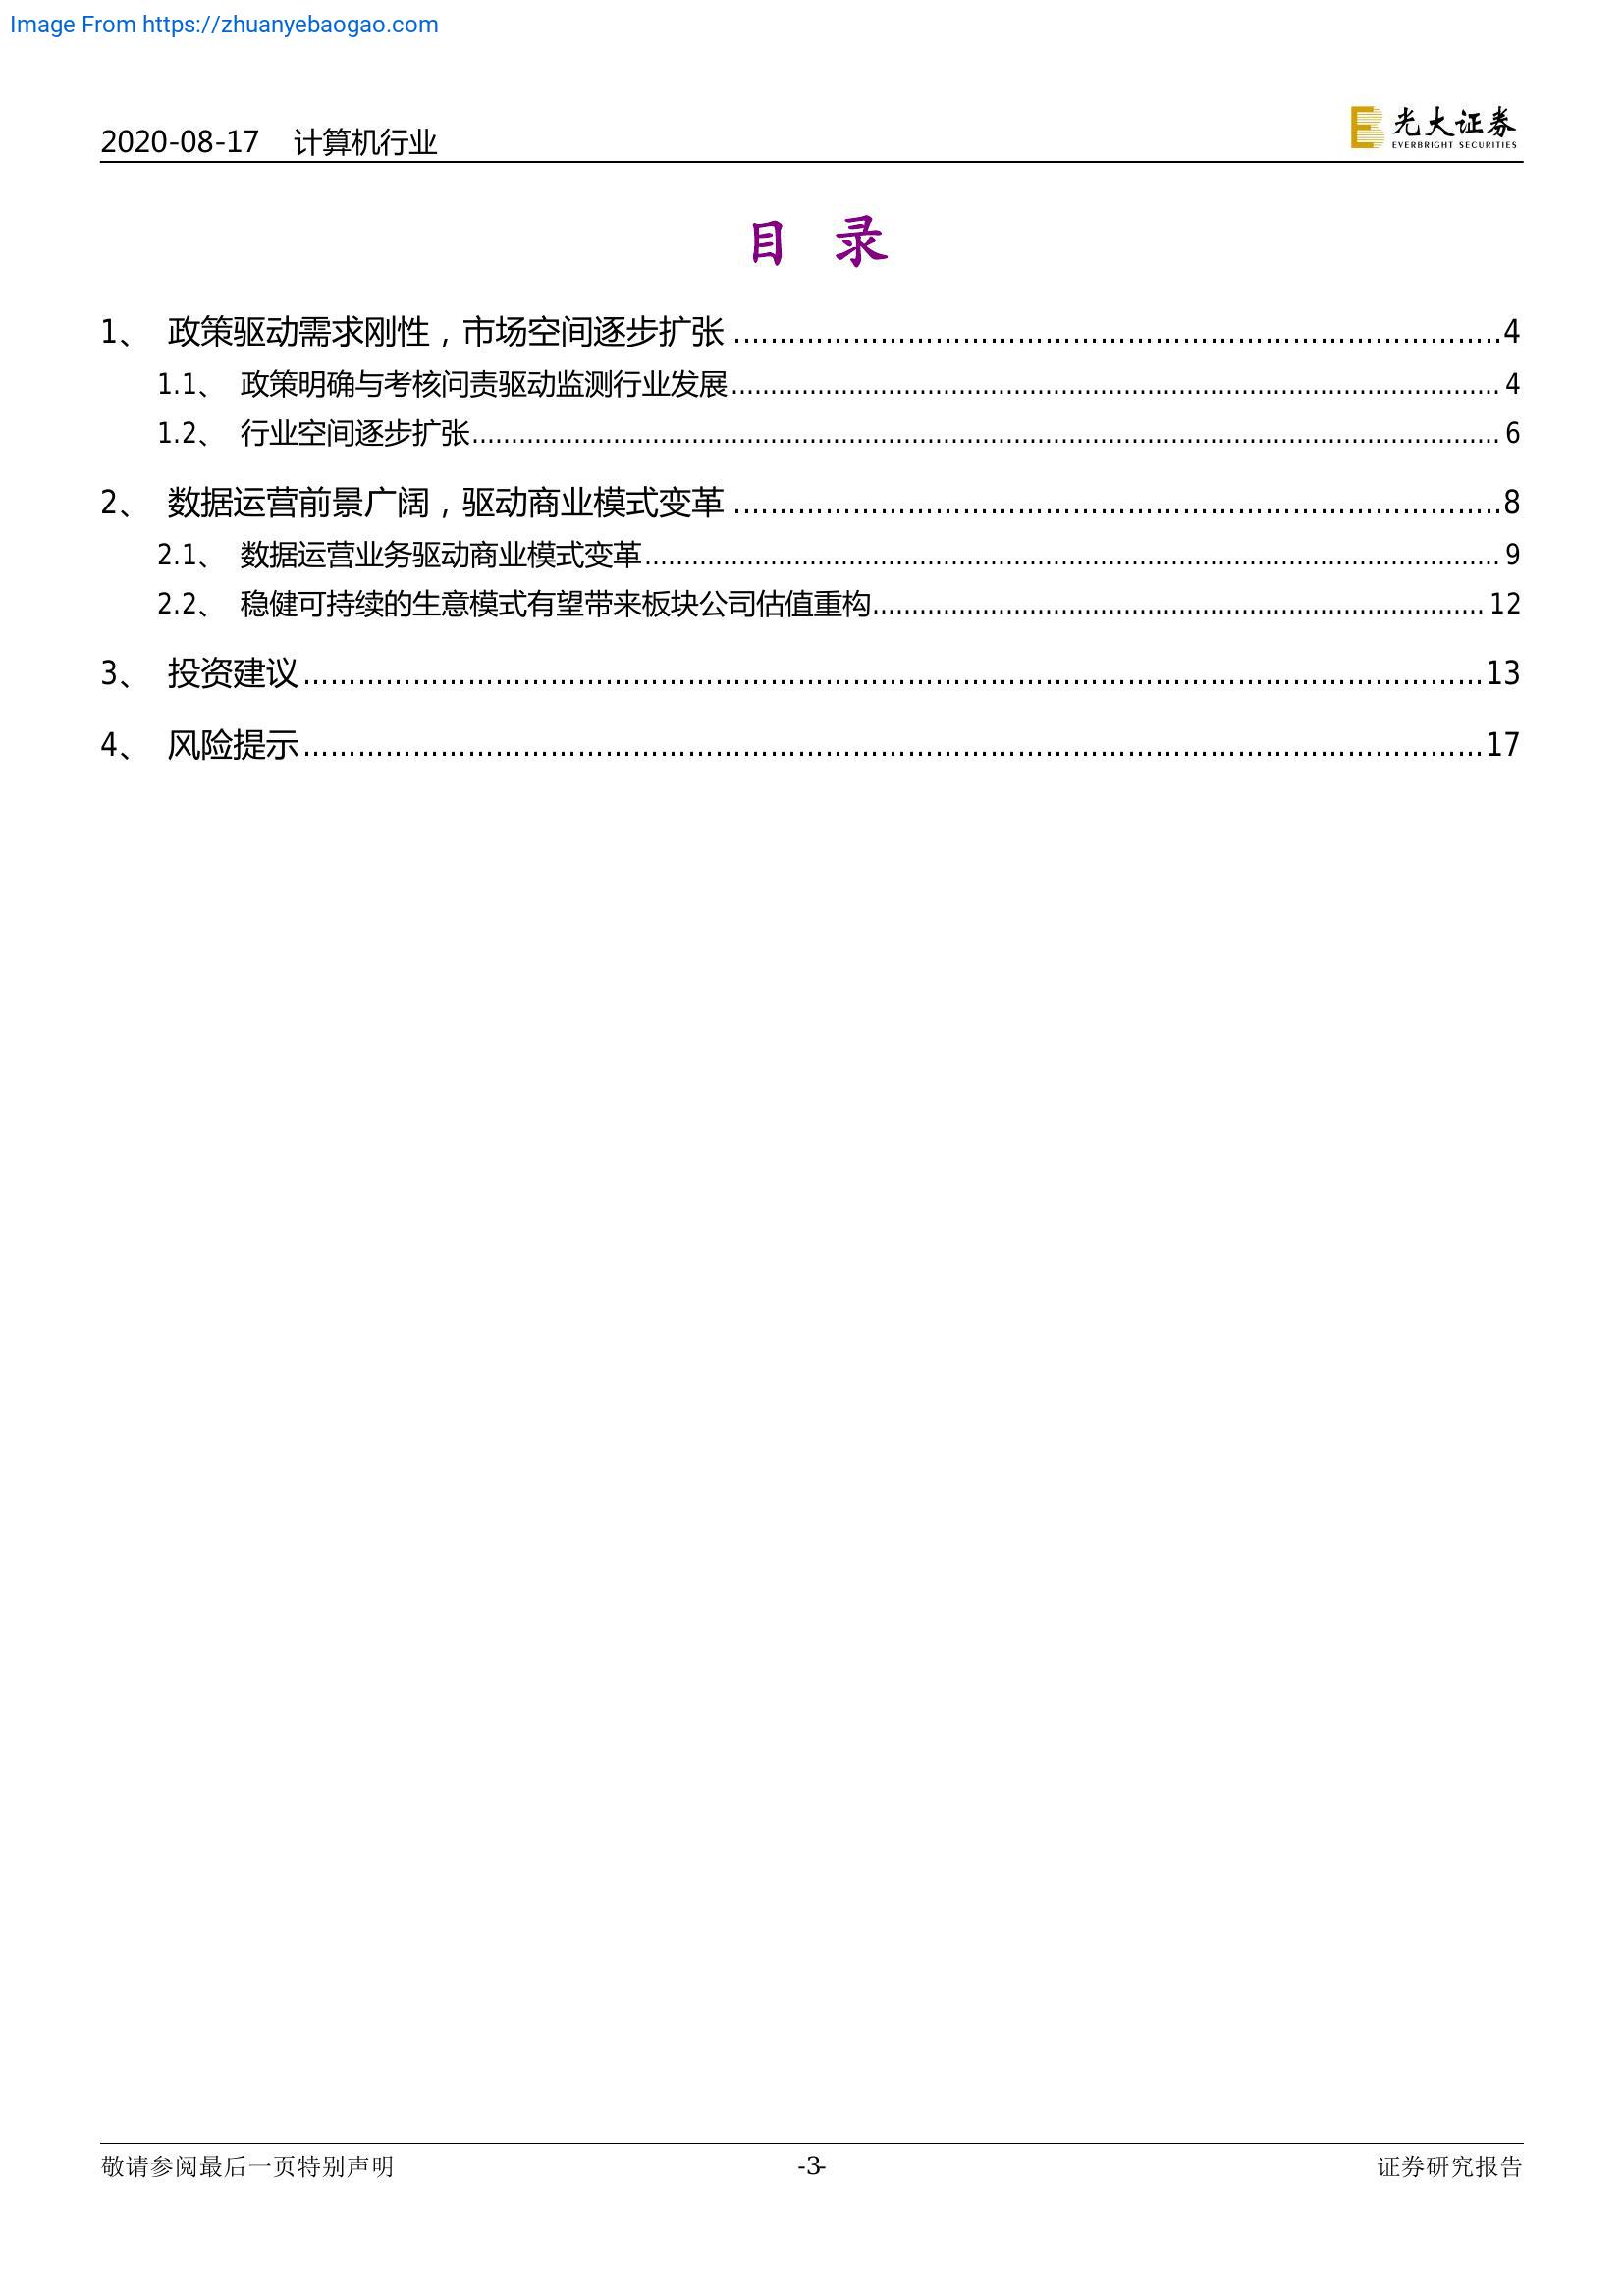 Image From https://zhuanyebaogao.com
2020-08-17 计算机行业
光大证券
EVERBRIGHT SECURITIES
目 录
1、 政策驱动需求刚性，市场空间逐步扩张 ........ 4
1.1、 政策明确与考核问责驱动监测行业发展 ........ 4
1.2、 行业空间逐步扩张 ........ 6
2、 数据运营前景广阔，驱动商业模式变革 ........ 8
2.1、 数据运营业务驱动商业模式变革 ........ 9
2.2、 稳健可持续的生意模式有望带来板块公司估值重构 ........ 12
3、 投资建议 ........ 13
4、 风险提示 ........ 17
敬请参阅最后一页特别声明 -3- 证券研究报告